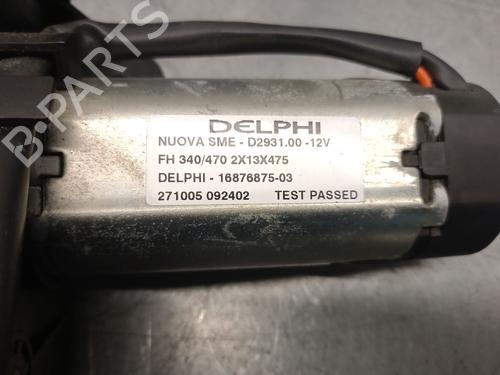 DELPHI
NUOVA SME - D2931.00 -12V
FH 340/470 2X13X475
DELPHI - 16876875-03
271005 092402 TEST PASSED
B-PARTS